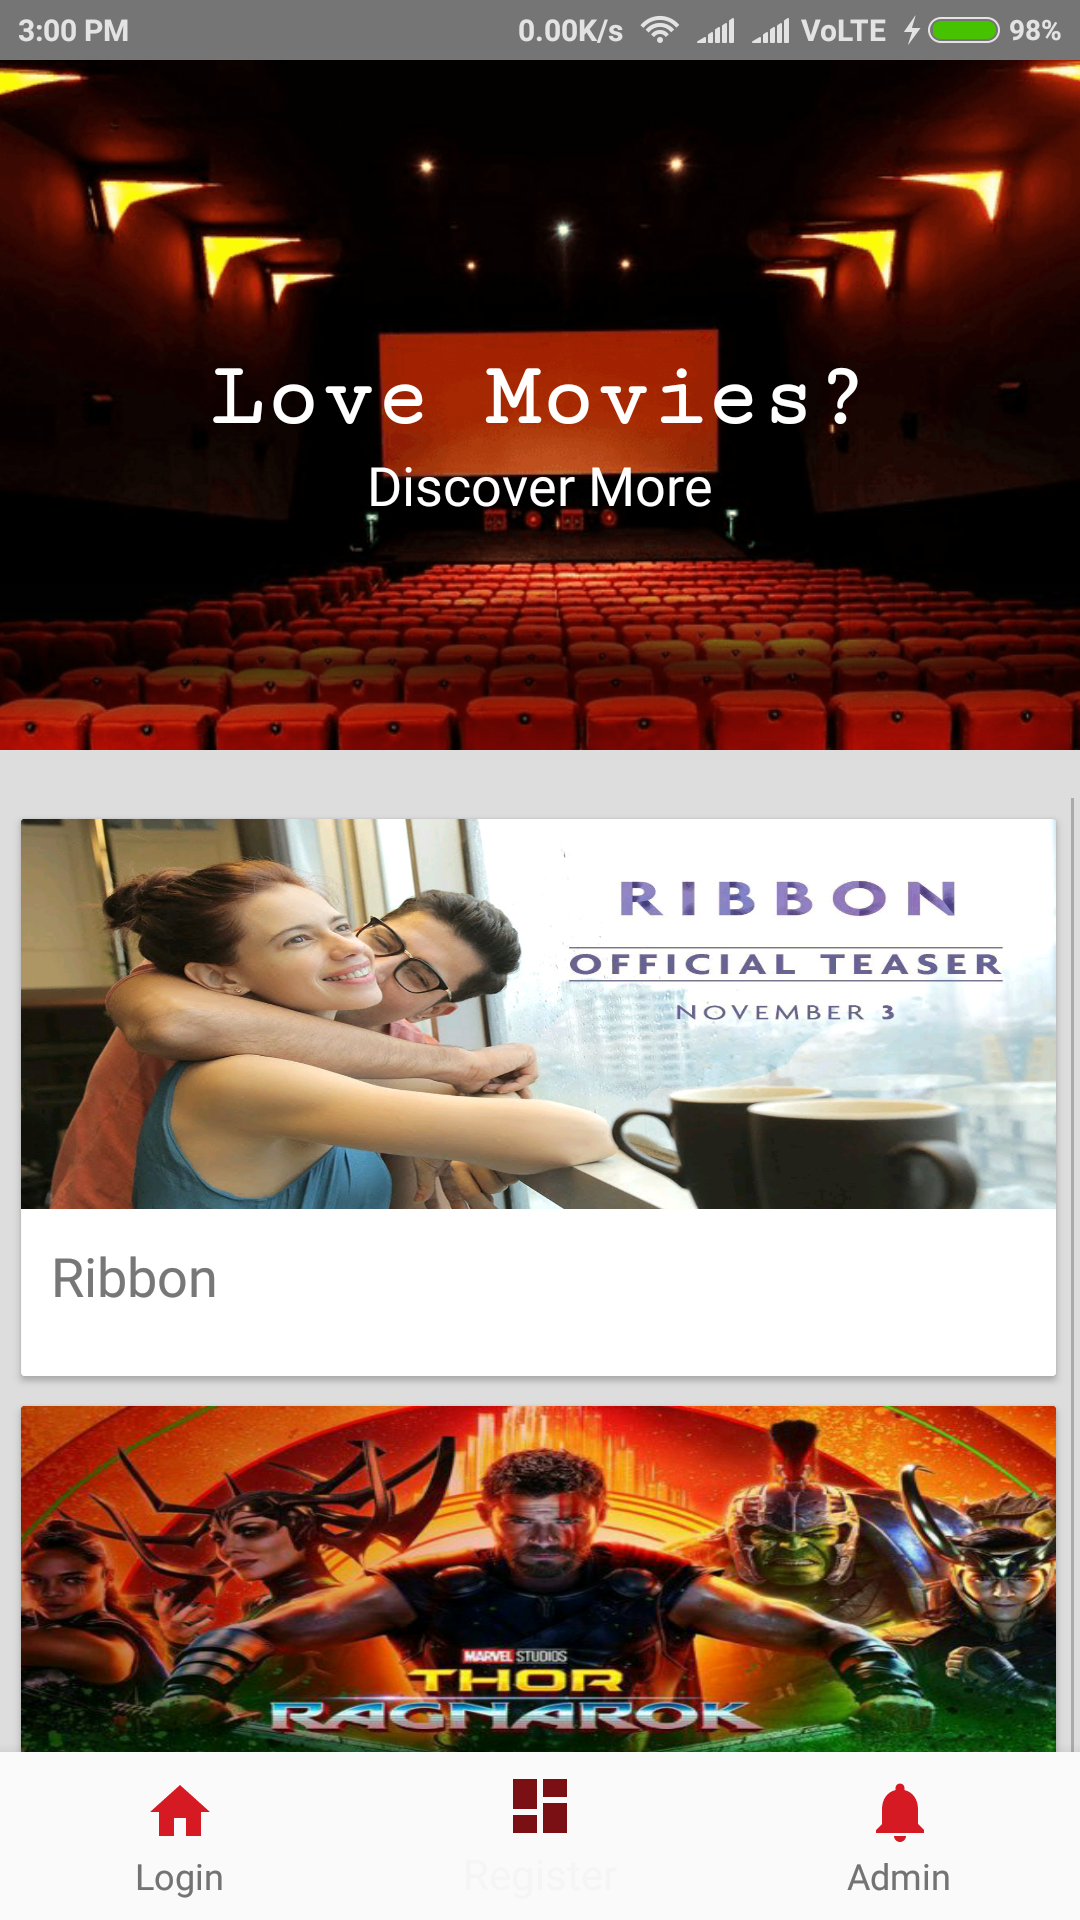 3:00 PM 0.00K/s VoLTE 98%
Love Movies?
Discover More
RIBBON
OFFICIAL TEASER
NOVEMBER 3
Ribbon
MARVEL STUDIOS
THOR
RAGNAROK
Login Register Admin